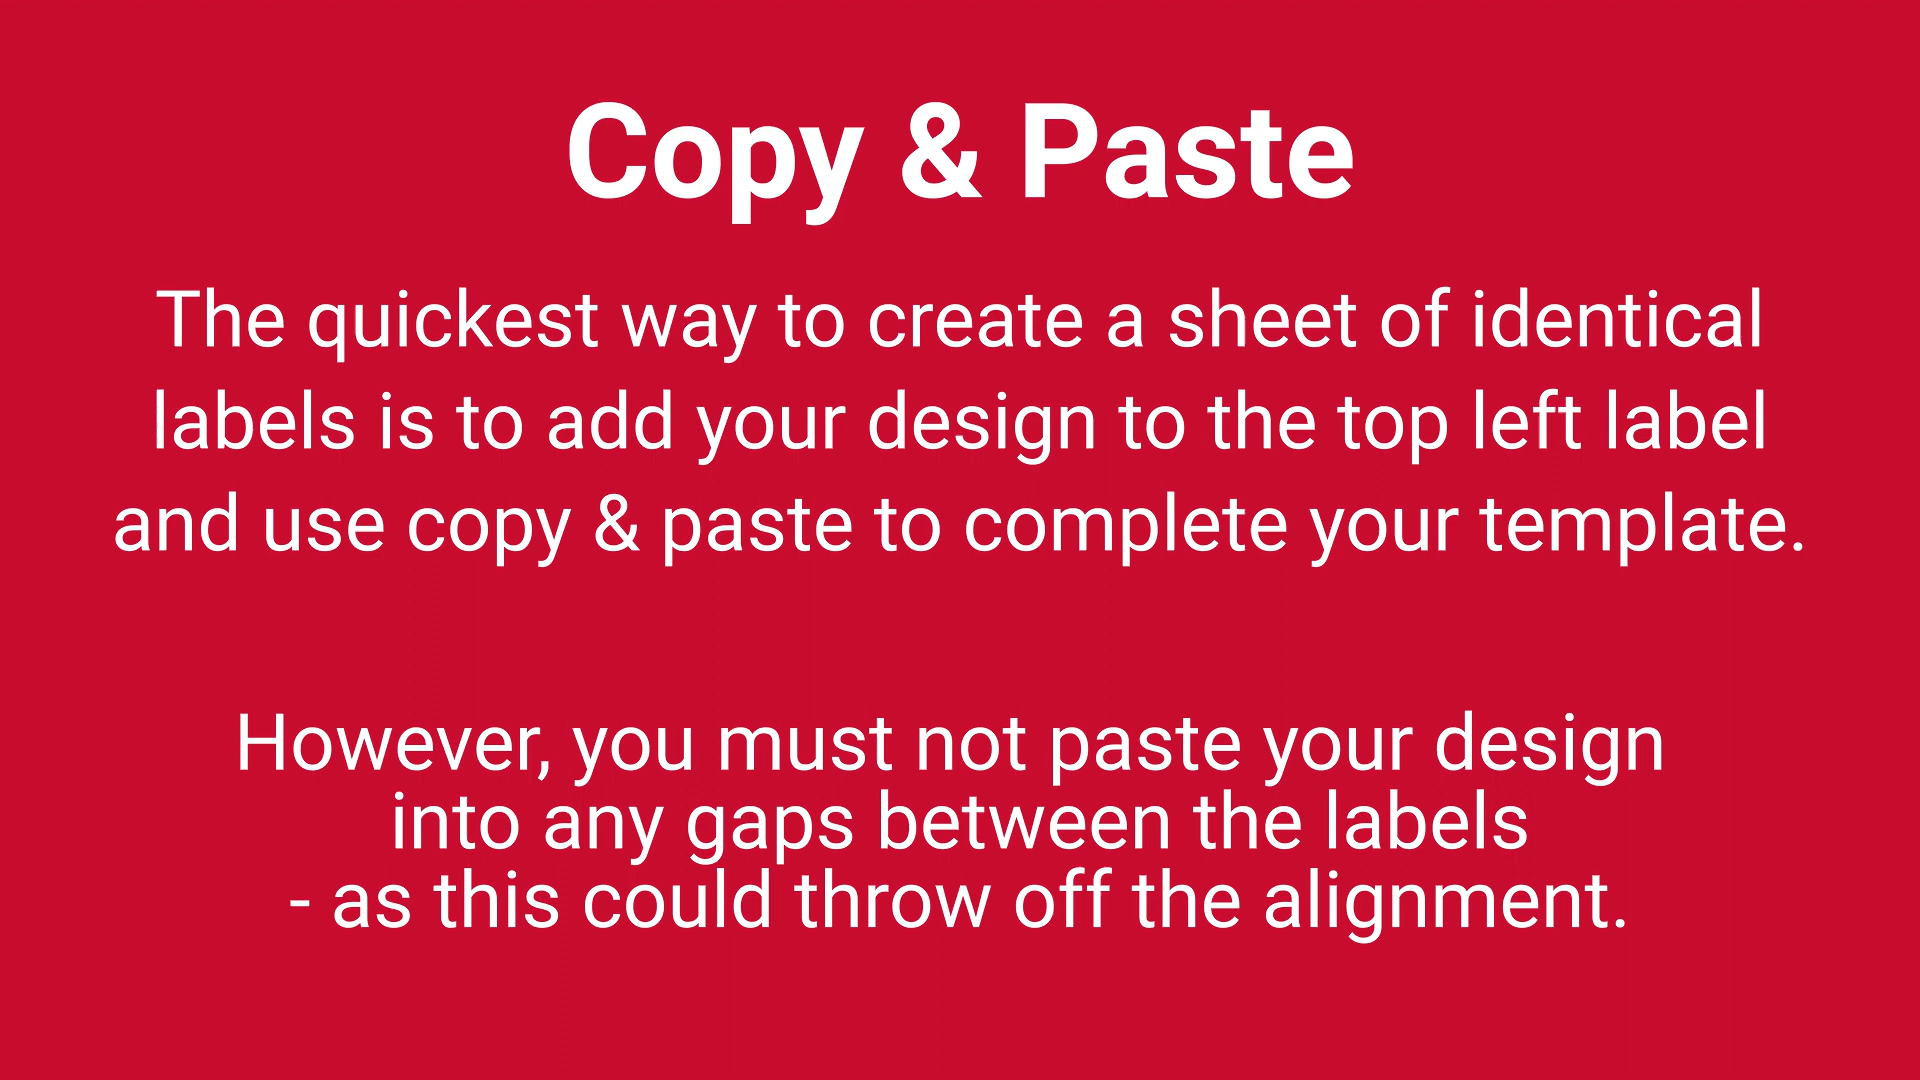 Copy & Paste
The quickest way to create a sheet of identical
labels is to add your design to the top left label
and use copy & paste to complete your template.
However, you must not paste your design
into any gaps between the labels
- as this could throw off the alignment.